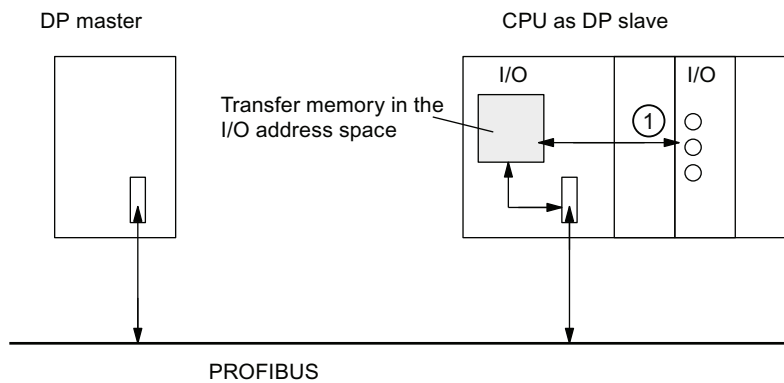 DP master
CPU as DP slave
I/O
I/O
Transfer memory in the
I/O address space
1
PROFIBUS